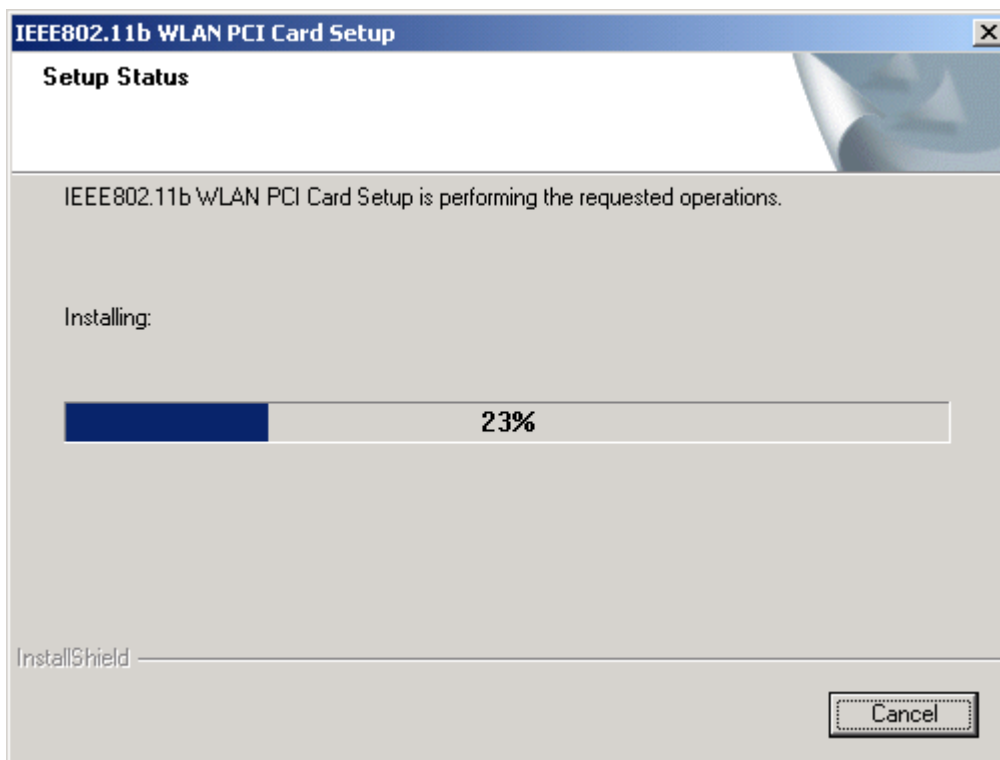 IEEE802.11b WLAN PCI Card Setup
Setup Status
IEEE802.11b WLAN PCI Card Setup is performing the requested operations.
Installing:
23%
InstallShield
Cancel